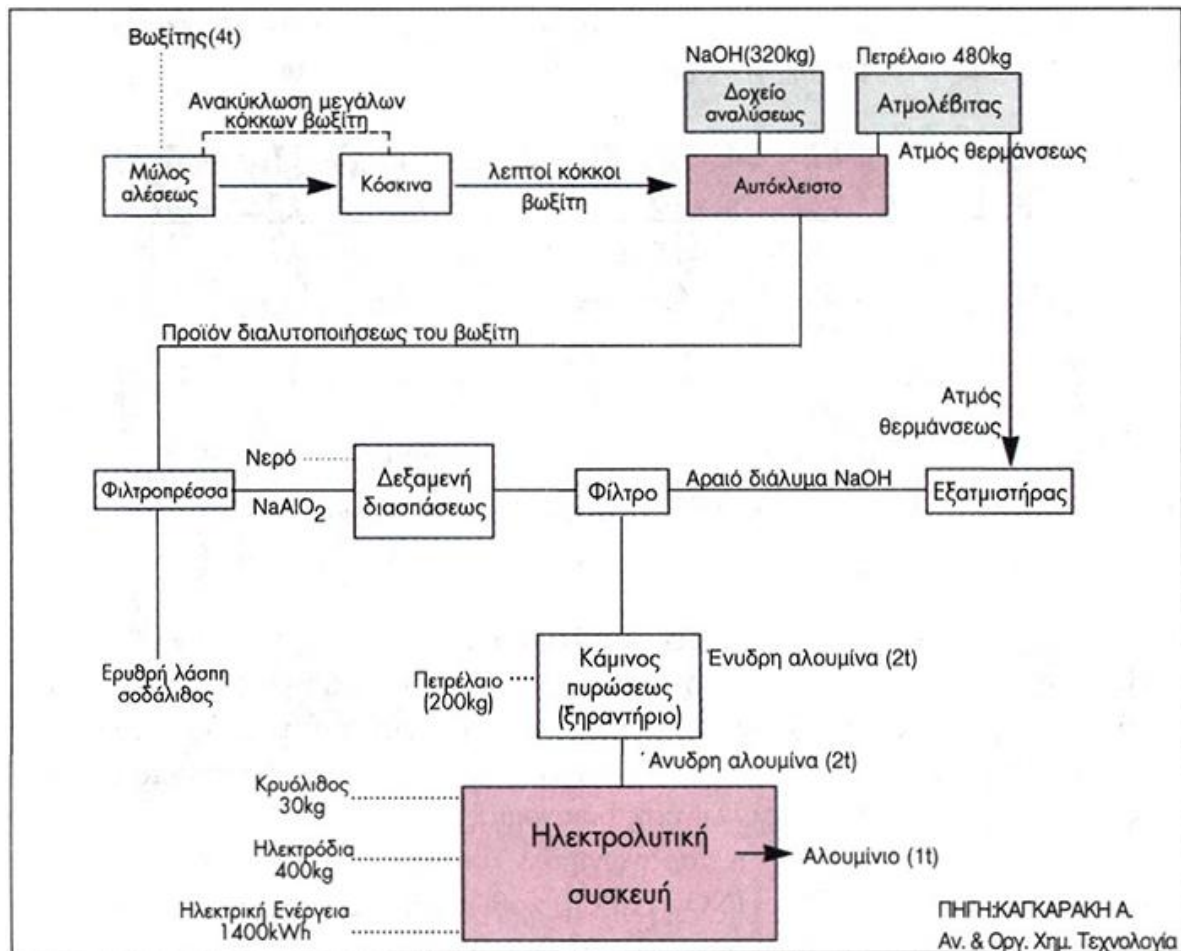 Βωξίτης(4t)
Ανακύκλωση μεγάλων
κόκκων βωξίτη
Μύλος
αλέσεως
Κόσκινα
λεπτοί κόκκοι
βωξίτη
NaOH(320kg)
Δοχείο
αναλύσεως
Πετρέλαιο 480kg
Ατμολέβιτας
Ατμός θερμάνσεως
Αυτόκλειστο
Προϊόν διαλυτοποιήσεως του βωξίτη
Ατμός
θερμάνσεως
Φιλτροπρέσσα
Νερό
NaAlO2
Δεξαμενή
διασπάσεως
Φίλτρο
Αραιό διάλυμα NaOH
Εξατμιστήρας
Ερυθρή λάσπη
σοδάλιθος
Πετρέλαιο
(200kg)
Κάμινος
πυρώσεως
(ξηραντήριο)
Ένυδρη αλουμίνα (2t)
Άνυδρη αλουμίνα (2t)
Κρυόλιθος
30kg
Ηλεκτρόδια
400kg
Ηλεκτρική Ενέργεια
1400kWh
Ηλεκτρολυτική
συσκευή
Αλουμίνιο (1t)
ΠΗΓΗ:ΚΑΓΚΑΡΑΚΗ Α.
Αν. & Οργ. Χημ. Τεχνολογία